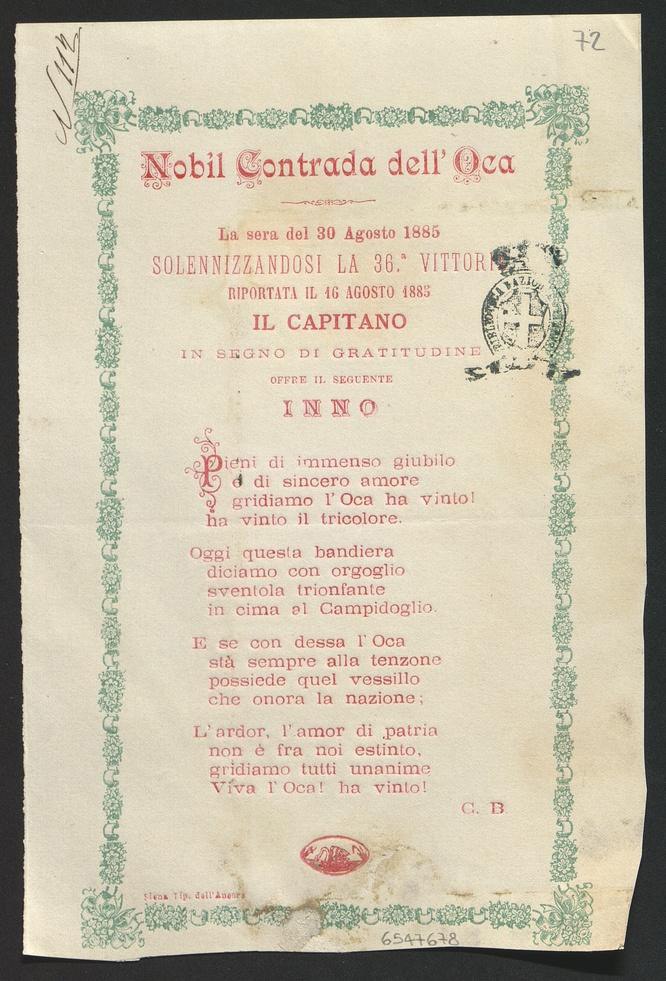 N 112
72
Nobil Contrada dell' Oca
La sera del 30 Agosto 1885
SOLENNIZZANDOSI LA 36.ª VITTORI
RIPORTATA IL 16 AGOSTO 1885
IL CAPITANO
IN SEGNO DI GRATITUDINE
OFFRE IL SEGUENTE
INNO
Pieni di immenso giubilo
e di sincero amore
gridiamo l'Oca ha vinto!
ha vinto il tricolore.
Oggi questa bandiera
diciamo con orgoglio
sventola trionfante
in cima al Campidoglio.
E se con dessa l'Oca
stà sempre alla tenzone
possiede quel vessillo
che onora la nazione;
L'ardor, l'amor di patria
non è fra noi estinto,
gridiamo tutti unanime
Viva l'Oca! ha vinto!
C. B.
Siena Tip. dell'Ancora
6547678